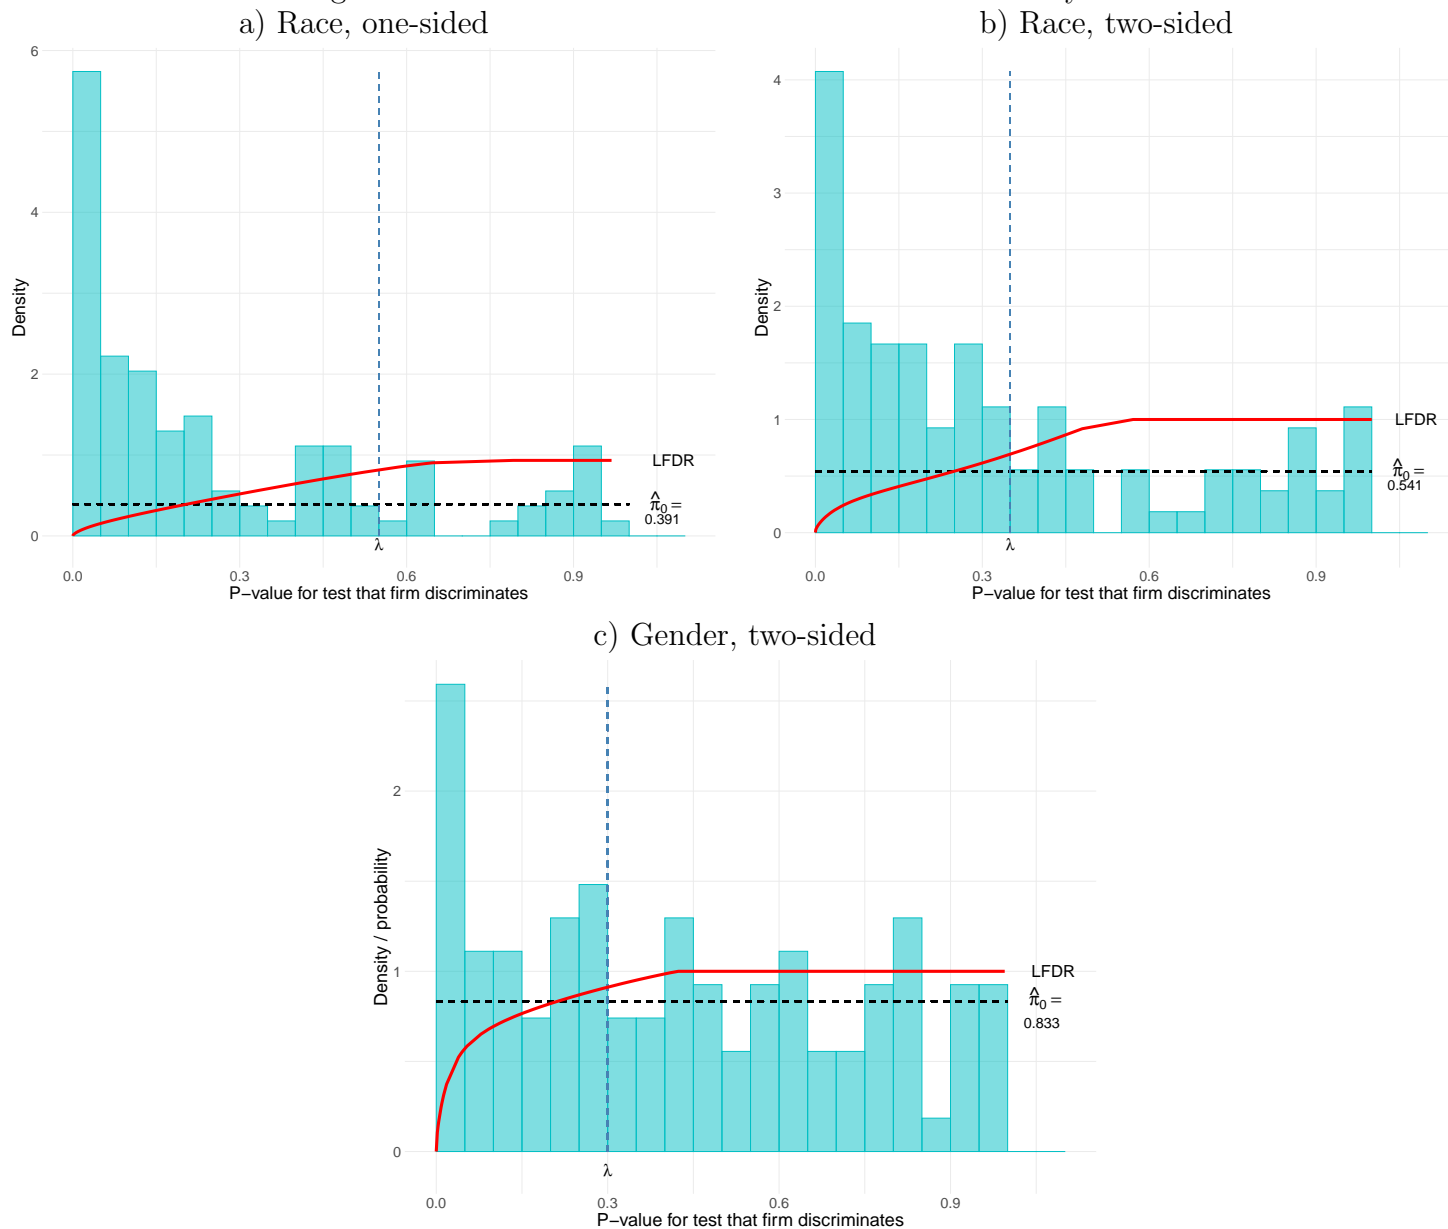 a) Race, one-sided
6
4
2
0
Density
LFDR
π̂0 =
0.391
λ
0.0 0.3 0.6 0.9
P−value for test that firm discriminates
b) Race, two-sided
4
3
2
1
0
Density
LFDR
π̂0 =
0.541
λ
0.0 0.3 0.6 0.9
P−value for test that firm discriminates
c) Gender, two-sided
2
1
0
Density / probability
LFDR
π̂0 =
0.833
λ
0.0 0.3 0.6 0.9
P−value for test that firm discriminates